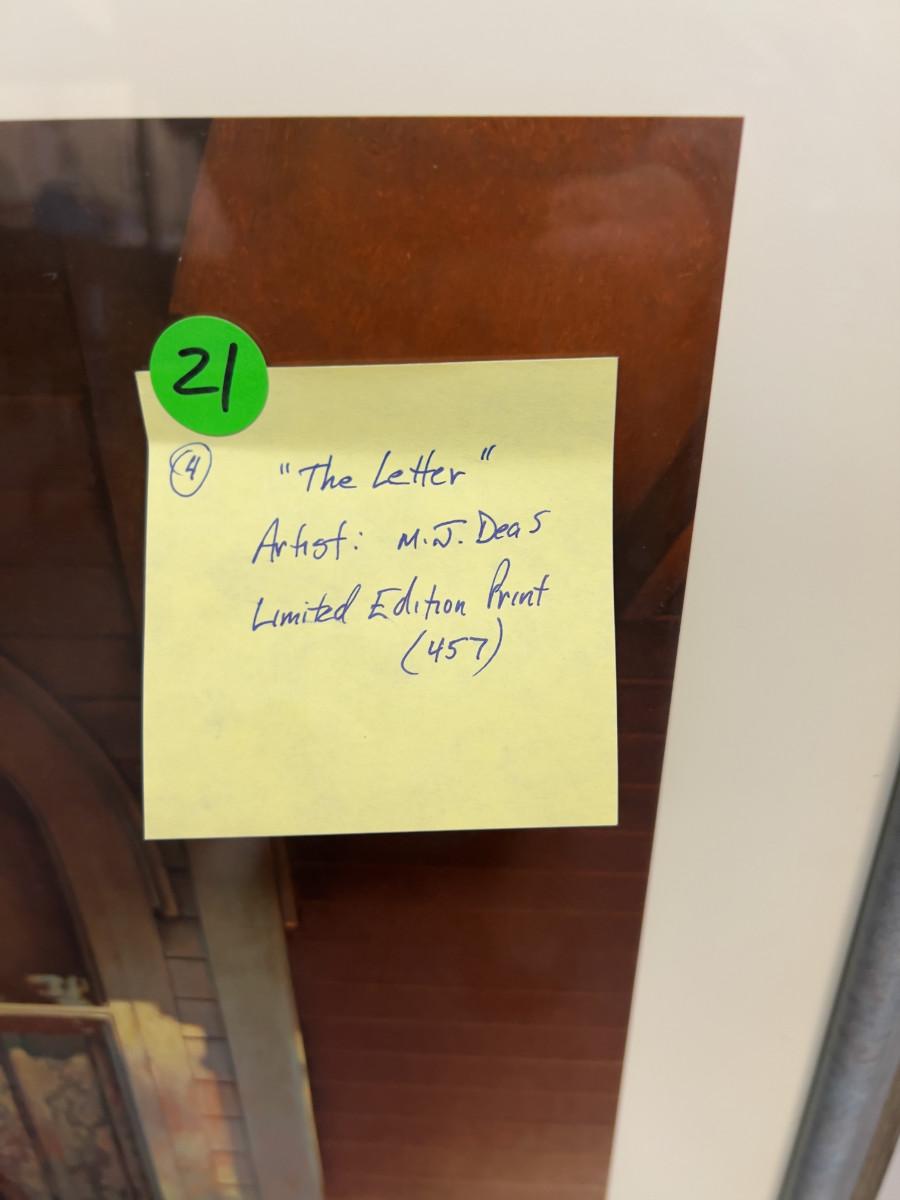 21
4
"The Letter"
Artist: M.J. Deas
Limited Edition Print
(457)